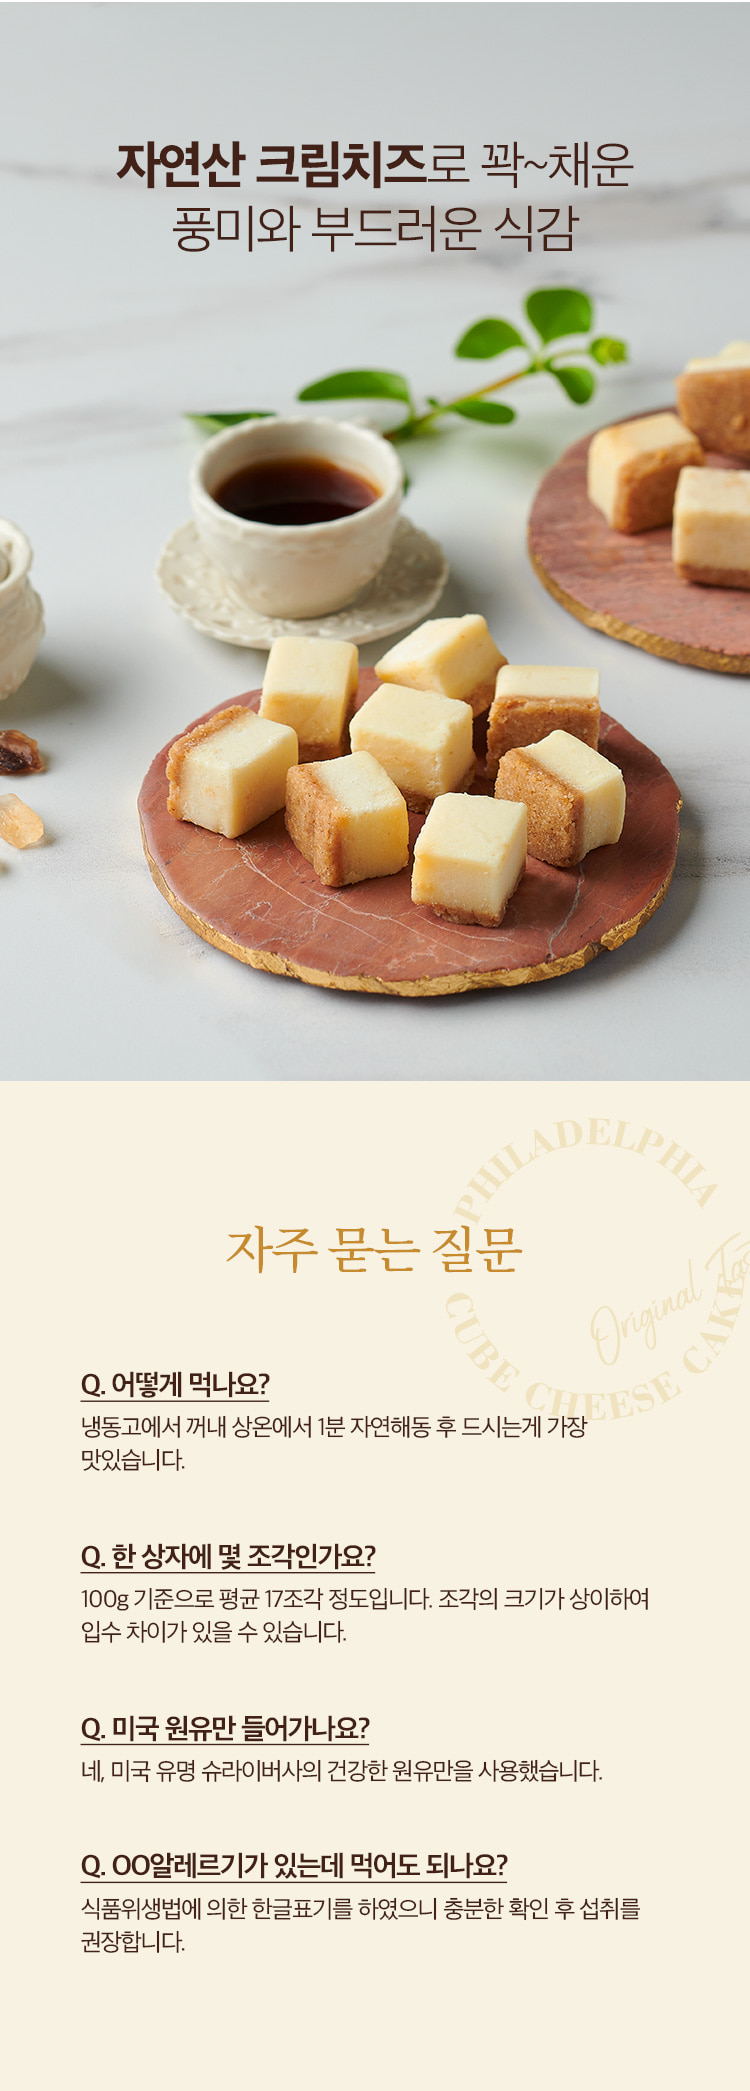 자연산 크림치즈로 꽉~채운
풍미와 부드러운 식감
PHILADELPHIA
자주 묻는 질문
Original
CUBE CHEESE CAKE
Q. 어떻게 먹나요?
냉동고에서 꺼내 상온에서 1분 자연해동 후 드시는게 가장
맛있습니다.
Q. 한 상자에 몇 조각인가요?
100g 기준으로 평균 17조각 정도입니다. 조각의 크기가 상이하여
입수 차이가 있을 수 있습니다.
Q. 미국 원유만 들어가나요?
네, 미국 유명 슈라이버사의 건강한 원유만을 사용했습니다.
Q. OO알레르기가 있는데 먹어도 되나요?
식품위생법에 의한 한글표기를 하였으니 충분한 확인 후 섭취를
권장합니다.